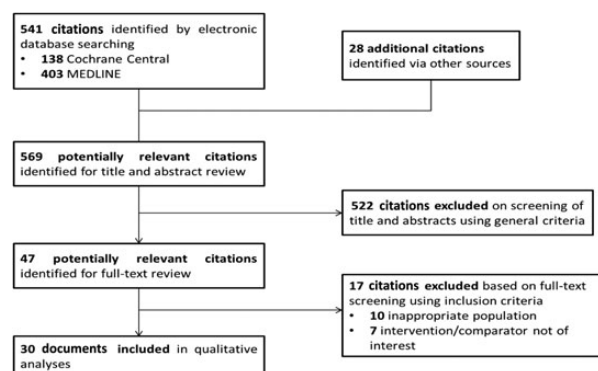 541 citations identified by electronic
database searching
• 138 Cochrane Central
• 403 MEDLINE
28 additional citations
identified via other sources
569 potentially relevant citations
identified for title and abstract review
522 citations excluded on screening of
title and abstracts using general criteria
47 potentially relevant citations
identified for full-text review
17 citations excluded based on full-text
screening using inclusion criteria
• 10 inappropriate population
• 7 intervention/comparator not of
interest
30 documents included in qualitative
analyses